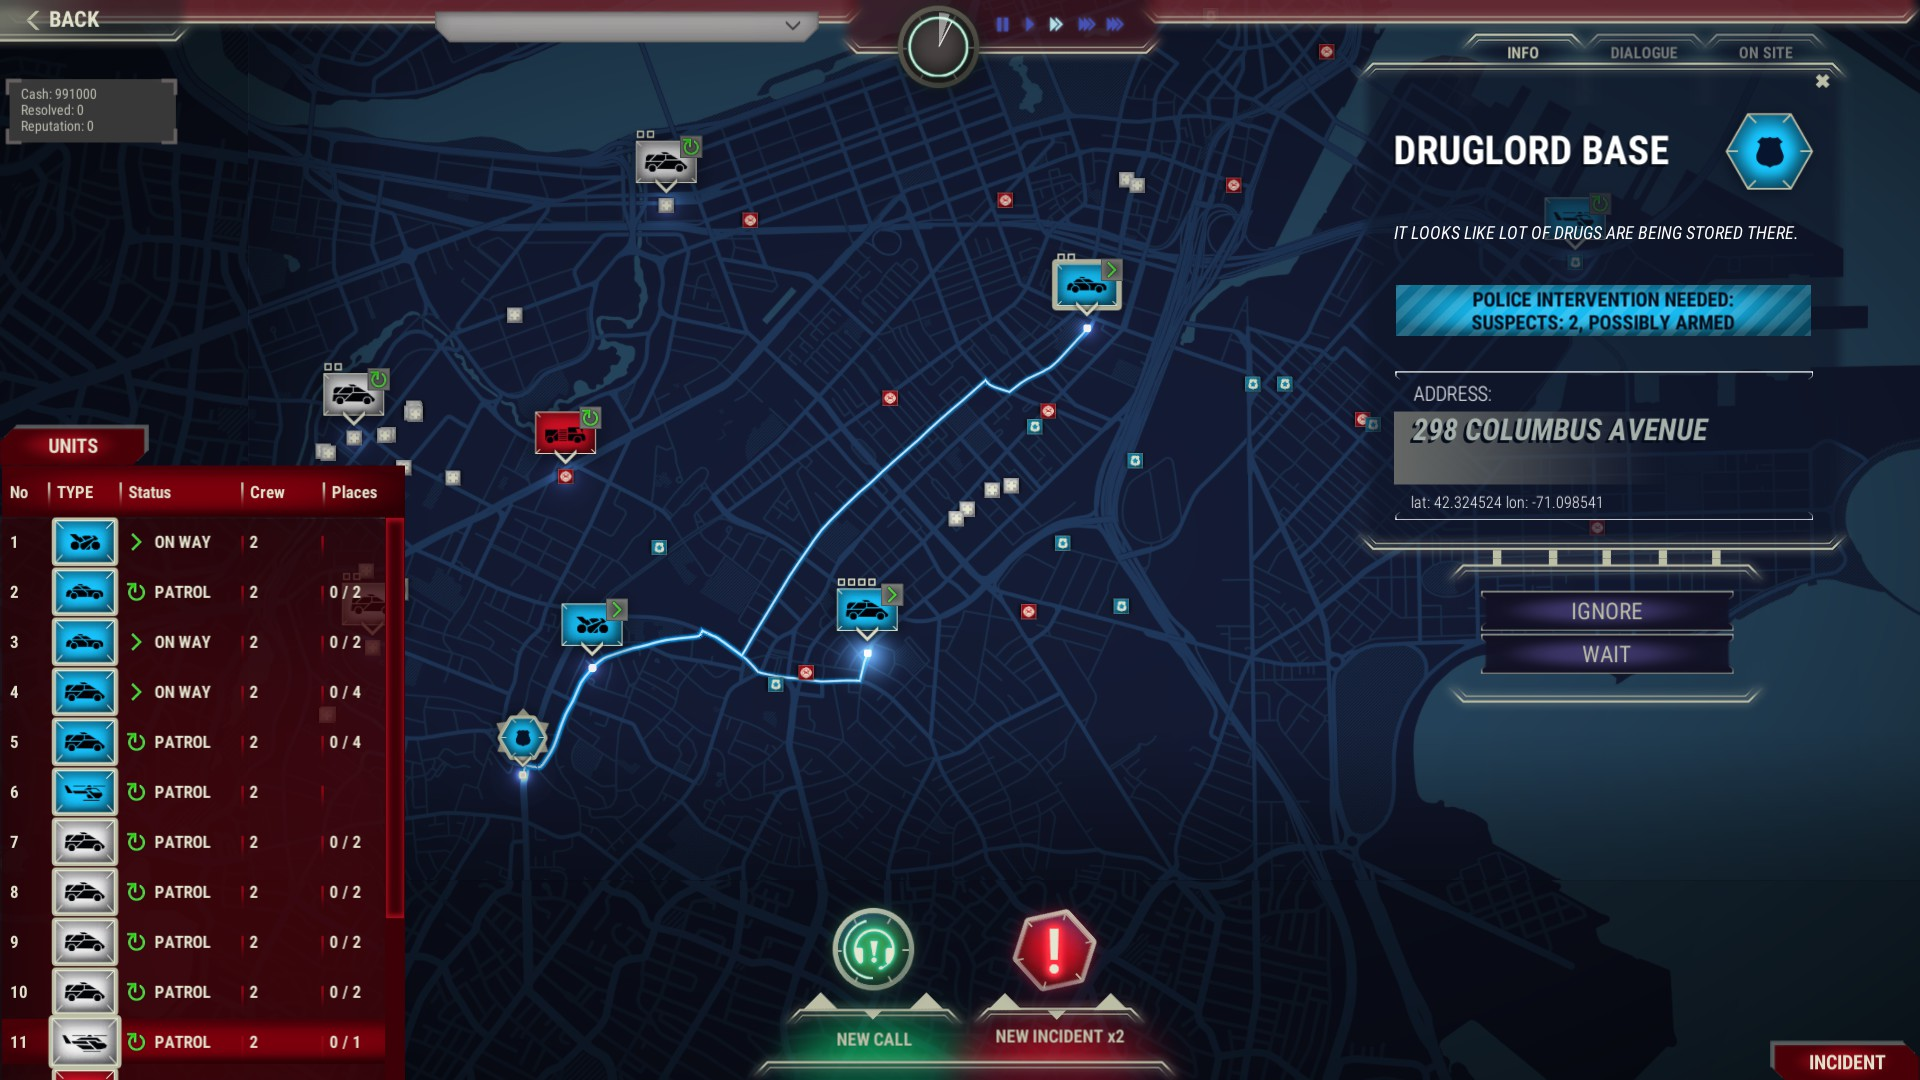 BACK
Cash: 991000
Resolved: 0
Reputation: 0
INFO
DIALOGUE
ON SITE
DRUGLORD BASE
IT LOOKS LIKE LOT OF DRUGS ARE BEING STORED THERE.
POLICE INTERVENTION NEEDED:
SUSPECTS: 2, POSSIBLY ARMED
ADDRESS:
298 COLUMBUS AVENUE
lat: 42.324524 lon: -71.098541
IGNORE
WAIT
UNITS
No TYPE Status Crew Places
1 ON WAY 2
2 PATROL 2 0 / 2
3 ON WAY 2 0 / 2
4 ON WAY 2 0 / 4
5 PATROL 2 0 / 4
6 PATROL 2
7 PATROL 2 0 / 2
8 PATROL 2 0 / 2
9 PATROL 2 0 / 2
10 PATROL 2 0 / 2
11 PATROL 2 0 / 1
NEW CALL
NEW INCIDENT x2
INCIDENT